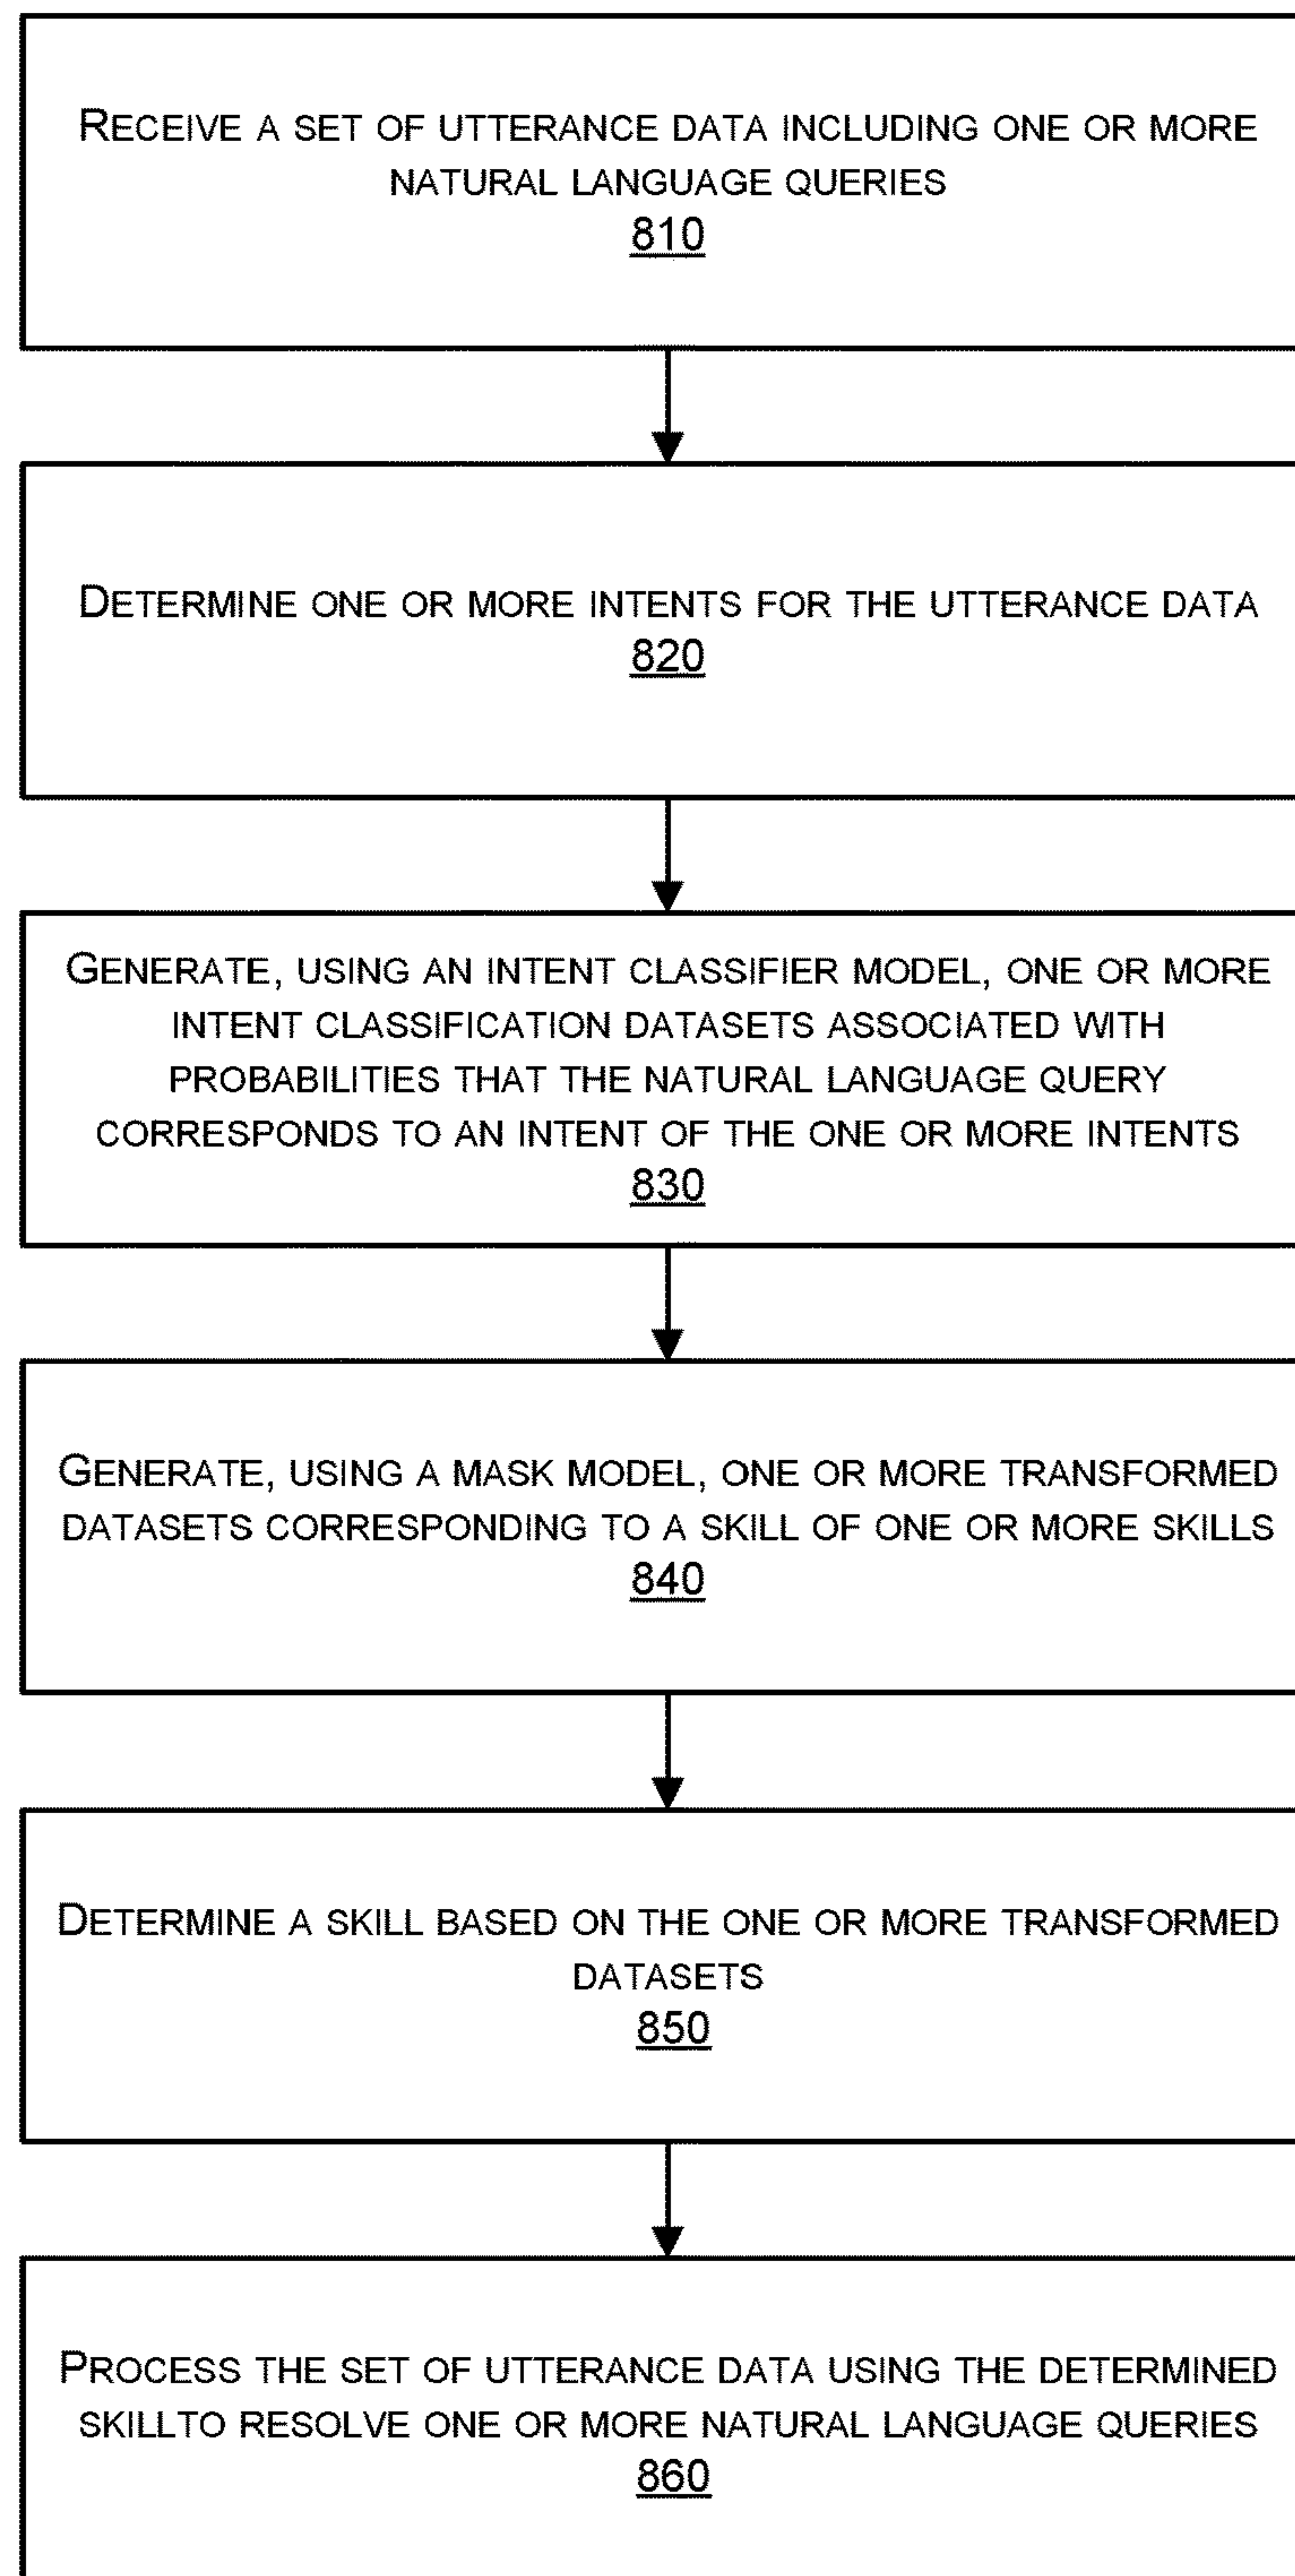 RECEIVE A SET OF UTTERANCE DATA INCLUDING ONE OR MORE
NATURAL LANGUAGE QUERIES
810
DETERMINE ONE OR MORE INTENTS FOR THE UTTERANCE DATA
820
GENERATE, USING AN INTENT CLASSIFIER MODEL, ONE OR MORE
INTENT CLASSIFICATION DATASETS ASSOCIATED WITH
PROBABILITIES THAT THE NATURAL LANGUAGE QUERY
CORRESPONDS TO AN INTENT OF THE ONE OR MORE INTENTS
830
GENERATE, USING A MASK MODEL, ONE OR MORE TRANSFORMED
DATASETS CORRESPONDING TO A SKILL OF ONE OR MORE SKILLS
840
DETERMINE A SKILL BASED ON THE ONE OR MORE TRANSFORMED
DATASETS
850
PROCESS THE SET OF UTTERANCE DATA USING THE DETERMINED
SKILLTO RESOLVE ONE OR MORE NATURAL LANGUAGE QUERIES
860